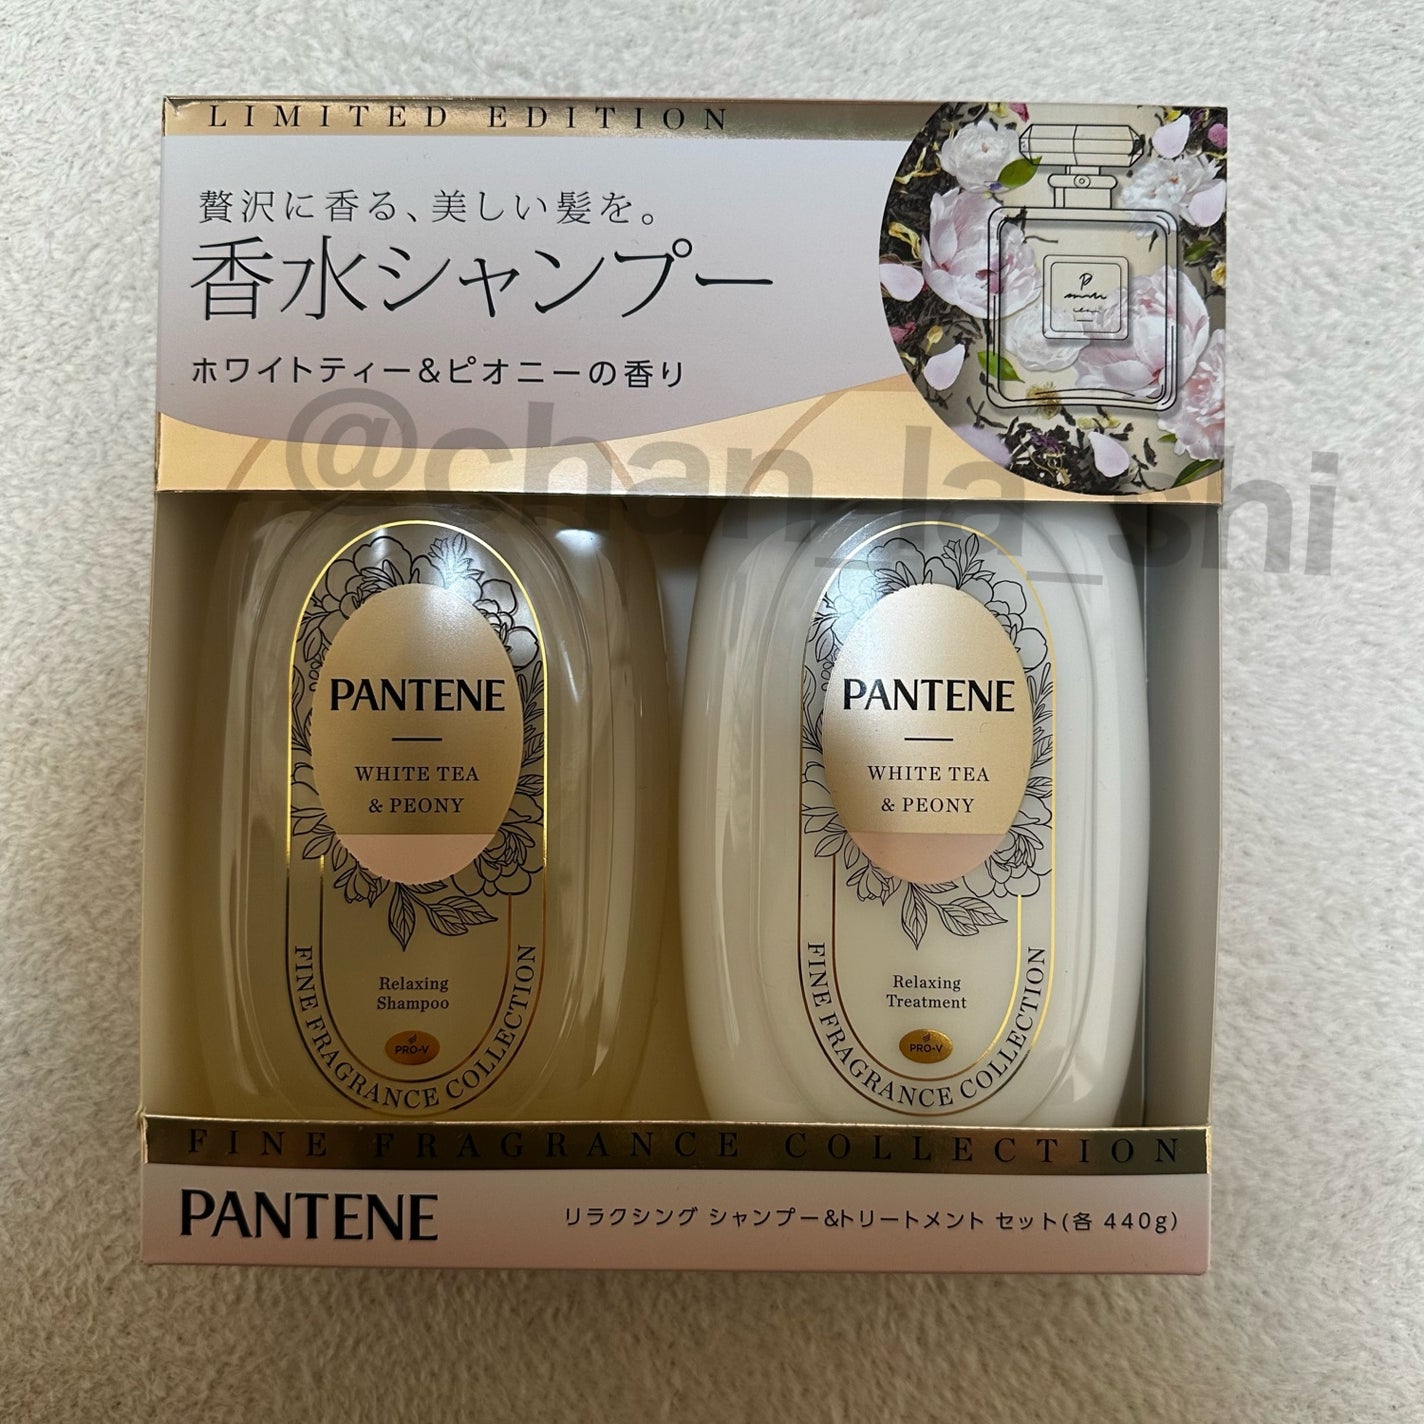 LIMITED EDITION
贅沢に香る、美しい髪を。
香水シャンプー
ホワイトティー&ピオニーの香り
@chan_la_shi
PANTENE
WHITE TEA
& PEONY
Relaxing
Shampoo
PRO-V
FINE FRAGRANCE COLLECTION
PANTENE
WHITE TEA
& PEONY
Relaxing
Treatment
PRO-V
FINE FRAGRANCE COLLECTION
FINE FRAGRANCE COLLECTION
PANTENE
リラクシング シャンプー&トリートメント セット(各 440g)